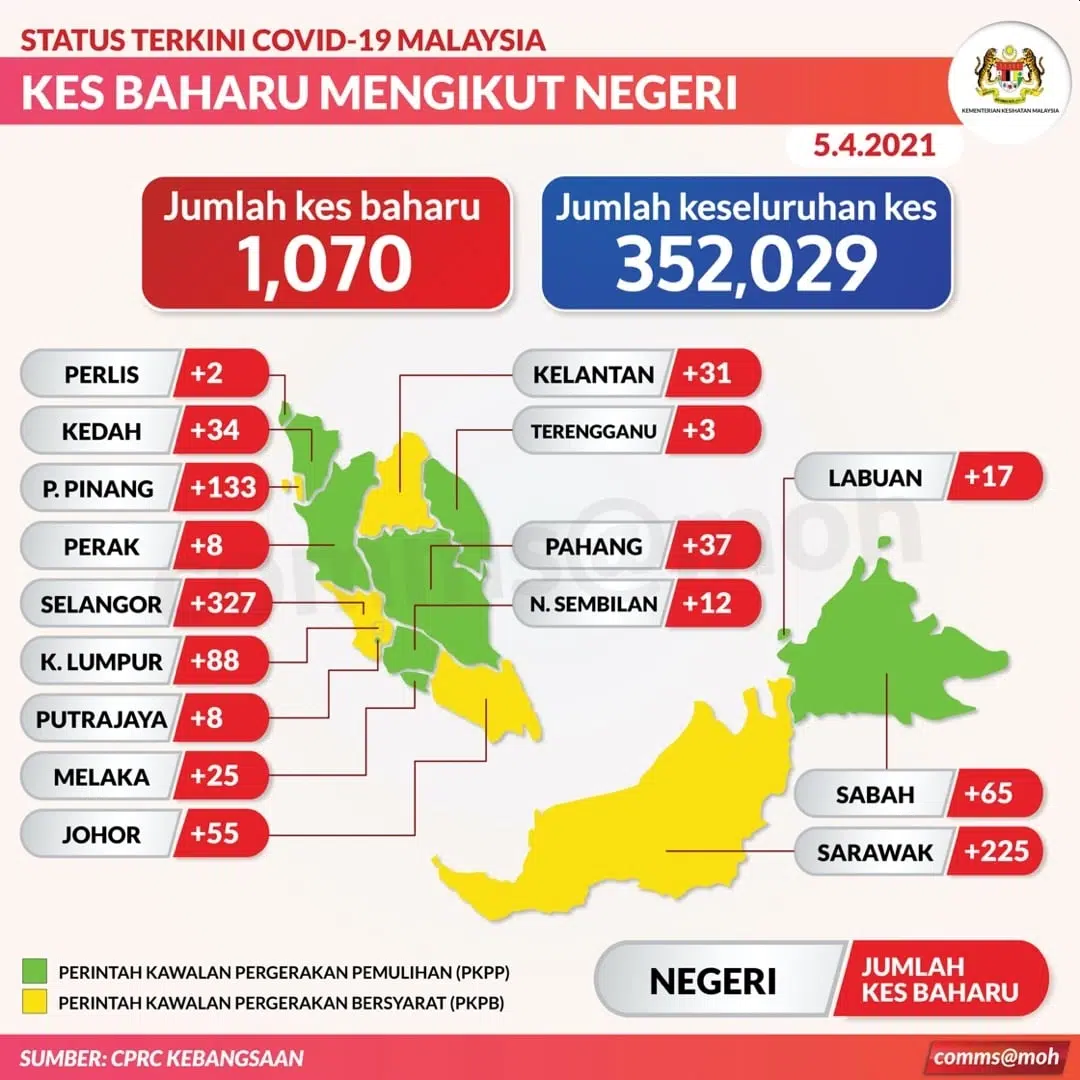 STATUS TERKINI COVID-19 MALAYSIA
KES BAHARU MENGIKUT NEGERI
KEMENTERIAN KESIHATAN MALAYSIA
5.4.2021
Jumlah kes baharu
1,070
Jumlah keseluruhan kes
352,029
PERLIS +2
KEDAH +34
P. PINANG +133
PERAK +8
SELANGOR +327
K. LUMPUR +88
PUTRAJAYA +8
MELAKA +25
JOHOR +55
KELANTAN +31
TERENGGANU +3
PAHANG +37
N. SEMBILAN +12
LABUAN +17
SABAH +65
SARAWAK +225
comms@moh
PERINTAH KAWALAN PERGERAKAN PEMULIHAN (PKPP)
PERINTAH KAWALAN PERGERAKAN BERSYARAT (PKPB)
NEGERI
JUMLAH
KES BAHARU
SUMBER: CPRC KEBANGSAAN
comms@moh